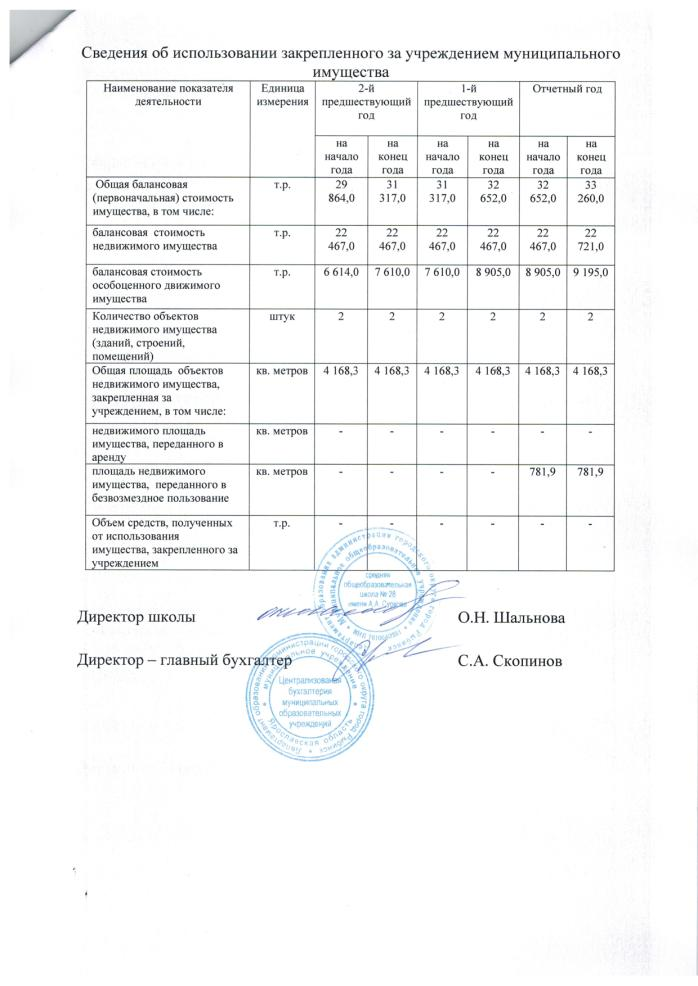 Сведения об использовании закрепленного за учреждением муниципального
имущества
Наименование показателя
деятельности
Единица
измерения
2-й
предшествующий
год
1-й
предшествующий
год
Отчетный год
на
начало
года
на
конец
года
на
начало
года
на
конец
года
на
начало
года
на
конец
года
Общая балансовая
(первоначальная) стоимость
имущества, в том числе:
т.р.
29
864,0
31
317,0
31
317,0
32
652,0
32
652,0
33
260,0
балансовая стоимость
недвижимого имущества
т.р.
22
467,0
22
467,0
22
467,0
22
467,0
22
467,0
22
721,0
балансовая стоимость
особоценного движимого
имущества
т.р.
6 614,0
7 610,0
7 610,0
8 905,0
8 905,0
9 195,0
Количество объектов
недвижимого имущества
(зданий, строений,
помещений)
штук
2
2
2
2
2
2
Общая площадь объектов
недвижимого имущества,
закрепленная за
учреждением, в том числе:
кв. метров
4 168,3
4 168,3
4 168,3
4 168,3
4 168,3
4 168,3
недвижимого площадь
имущества, переданного в
аренду
кв. метров
-
-
-
-
-
-
площадь недвижимого
имущества, переданного в
безвозмездное пользование
кв. метров
-
-
-
-
781,9
781,9
Объем средств, полученных
от использования
имущества, закрепленного за
учреждением
т.р.
-
-
-
-
-
-
средняя
общеобразовательная
школа № 28
имени А.А. Суркова
Директор школы
О.Н. Шальнова
Директор – главный бухгалтер
С.А. Скопинов
Централизованная
бухгалтерия
муниципальных
образовательных
учреждений
Ярославская область